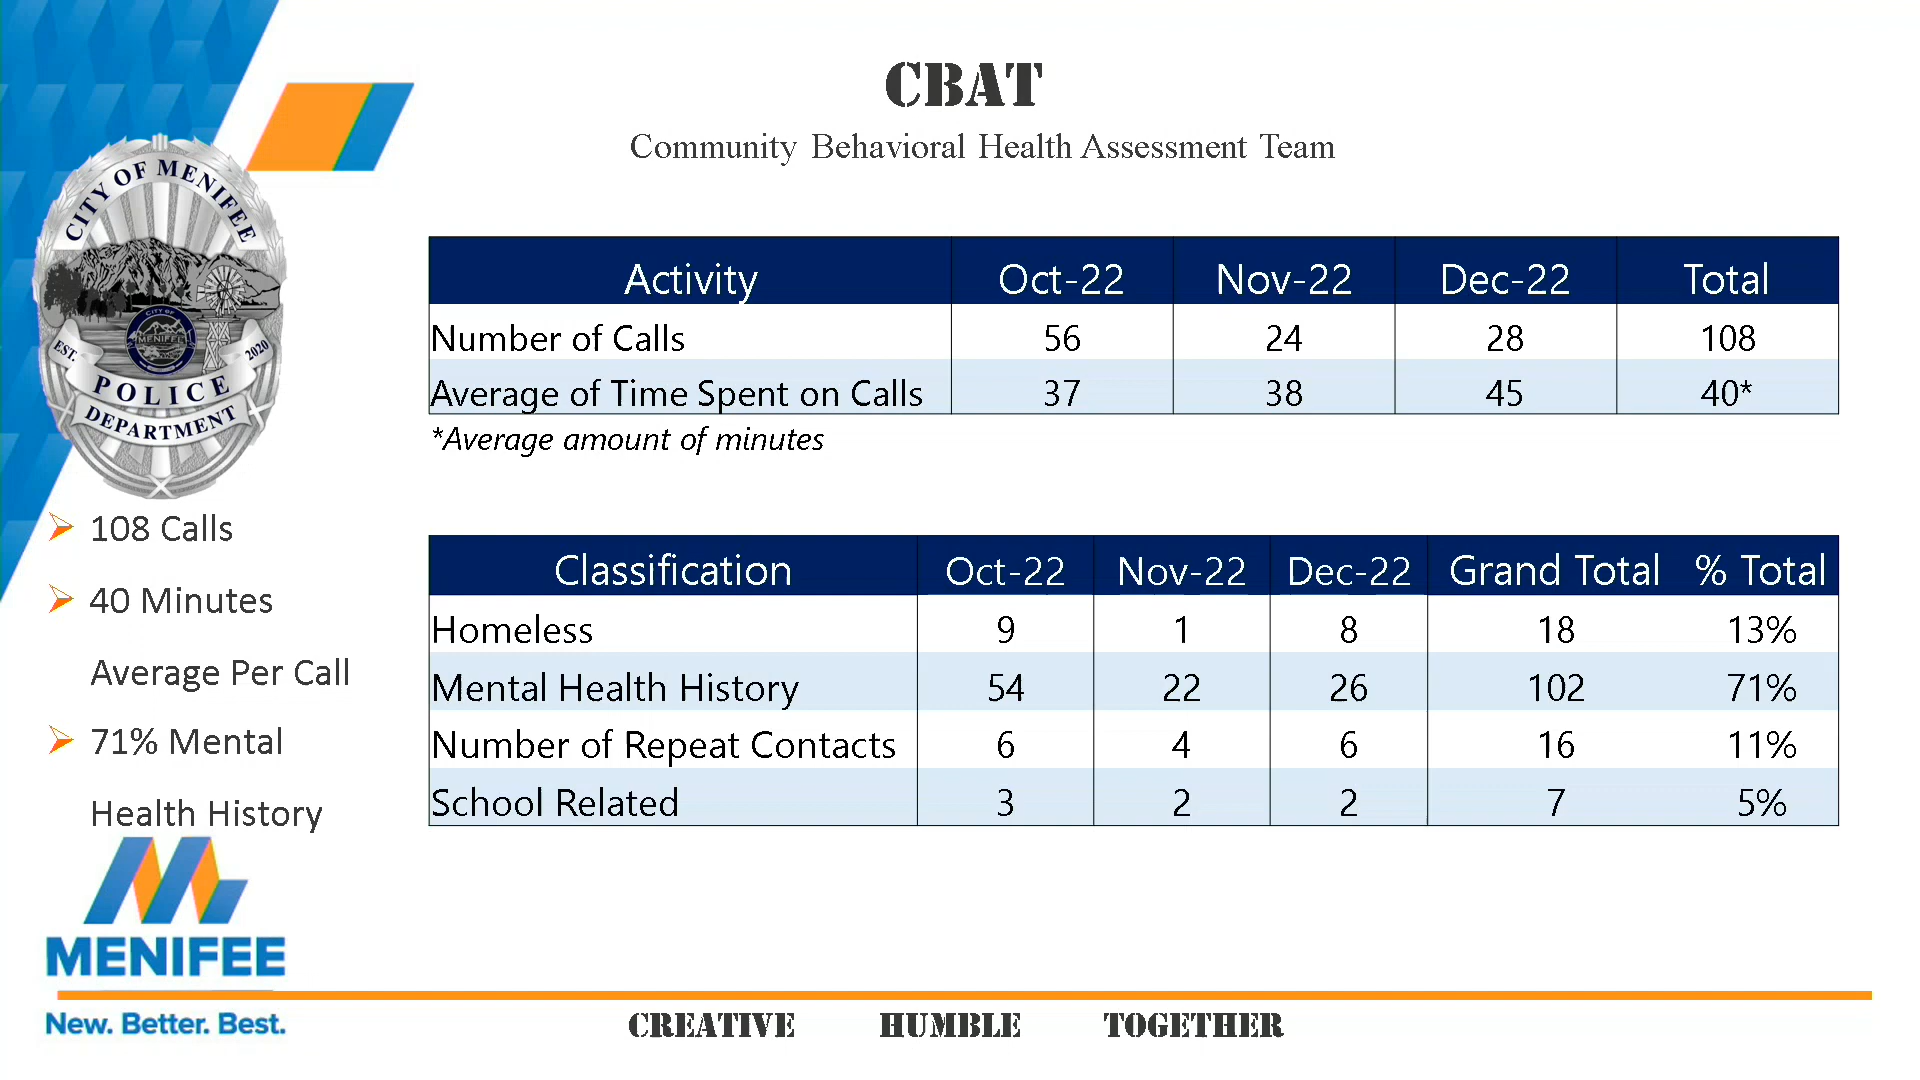 CBAT
Community Behavioral Health Assessment Team
CITY OF MENIFEE
CITY OF
MENIFEE
EST. 2020
POLICE
DEPARTMENT
Activity Oct-22 Nov-22 Dec-22 Total
Number of Calls 56 24 28 108
Average of Time Spent on Calls 37 38 45 40*
*Average amount of minutes
108 Calls
40 Minutes
Average Per Call
71% Mental
Health History
Classification Oct-22 Nov-22 Dec-22 Grand Total % Total
Homeless 9 1 8 18 13%
Mental Health History 54 22 26 102 71%
Number of Repeat Contacts 6 4 6 16 11%
School Related 3 2 2 7 5%
MENIFEE
New. Better. Best.
CREATIVE HUMBLE TOGETHER